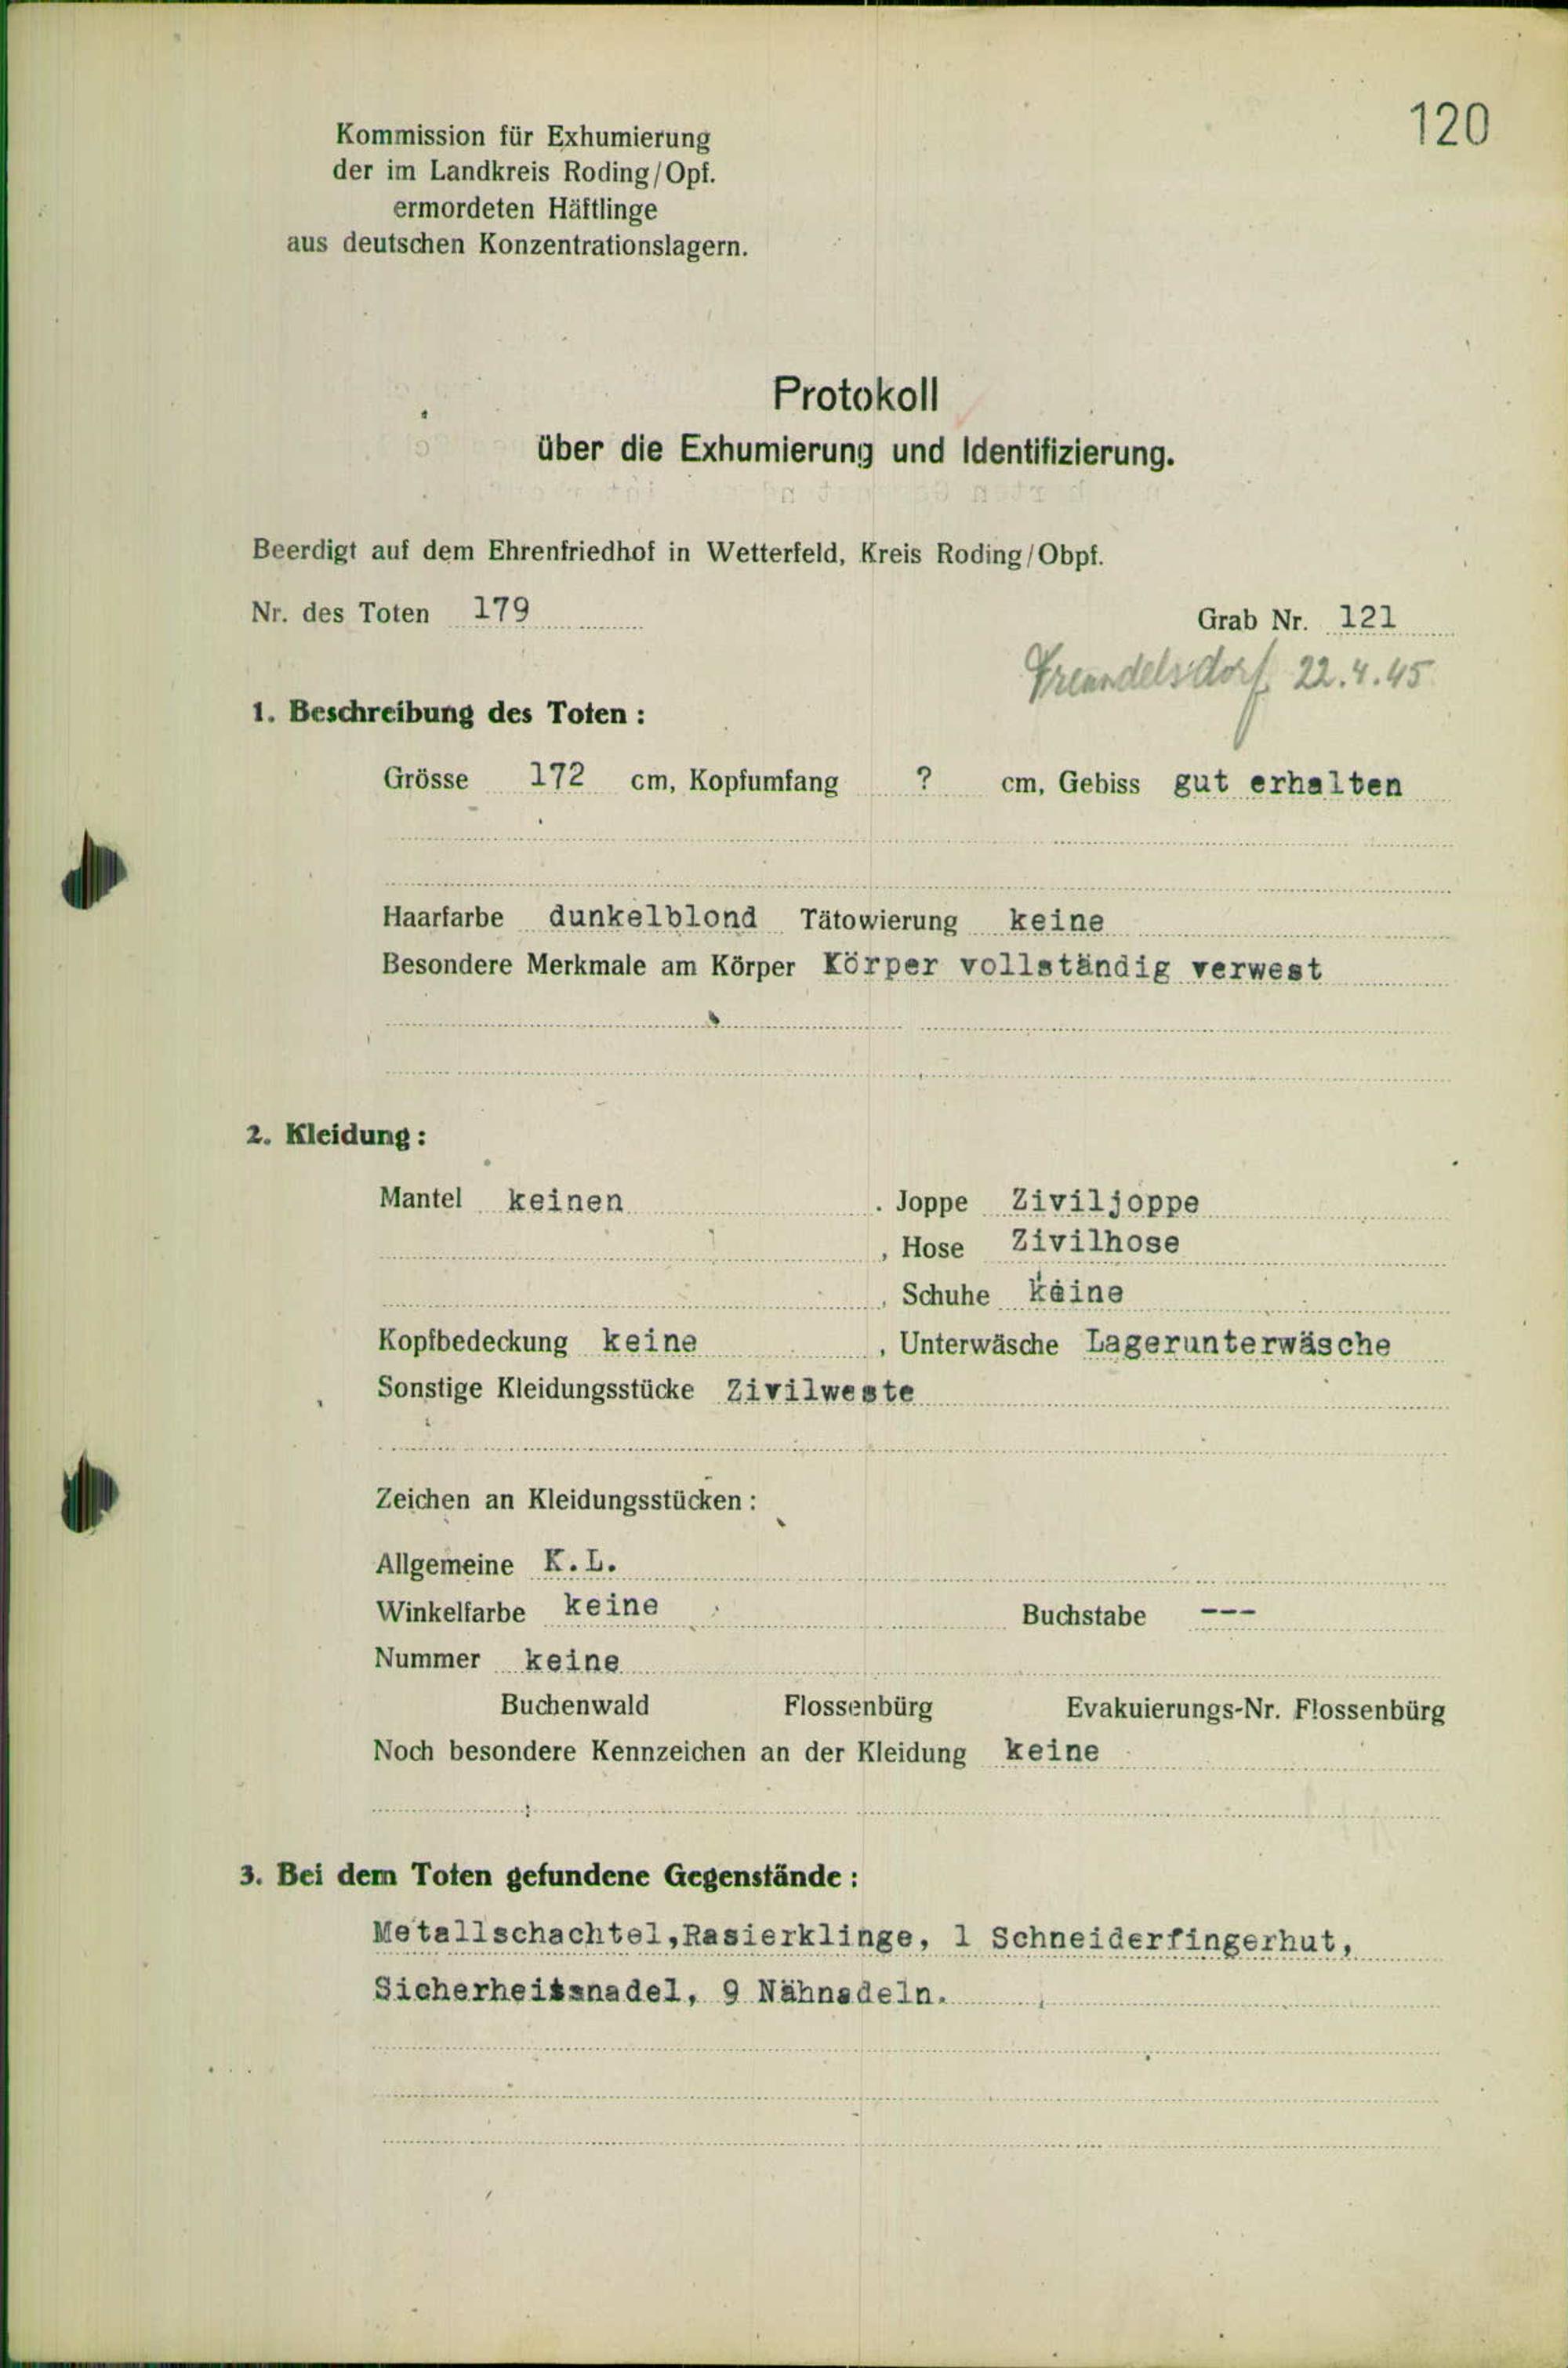 120
Kommission für Exhumierung
der im Landkreis Roding/Opf.
ermordeten Häftlinge
aus deutschen Konzentrationslagern.
Protokoll
über die Exhumierung und Identifizierung.
Beerdigt auf dem Ehrenfriedhof in Wetterfeld, Kreis Roding/Obpf.
Nr. des Toten 179 Grab Nr. 121
22.4.45
1. Beschreibung des Toten:
Grösse 172 cm, Kopfumfang ? cm, Gebiss gut erhalten
Haarfarbe dunkelblond Tätowierung keine
Besondere Merkmale am Körper Körper vollständig verwest
2. Kleidung:
Mantel keinen . Joppe Ziviljoppe
, Hose Zivilhose
, Schuhe keine
Kopfbedeckung keine , Unterwäsche Lagerunterwäsche
Sonstige Kleidungsstücke Zivilweste
Zeichen an Kleidungsstücken:
Allgemeine K.L.
Winkelfarbe keine Buchstabe ---
Nummer keine
Buchenwald Flossenbürg Evakuierungs-Nr. Flossenbürg
Noch besondere Kennzeichen an der Kleidung keine
3. Bei dem Toten gefundene Gegenstände:
Metallschachtel,Rasierklinge, 1 Schneiderfingerhut,
Sicherheitsnadel, 9 Nähnadeln.